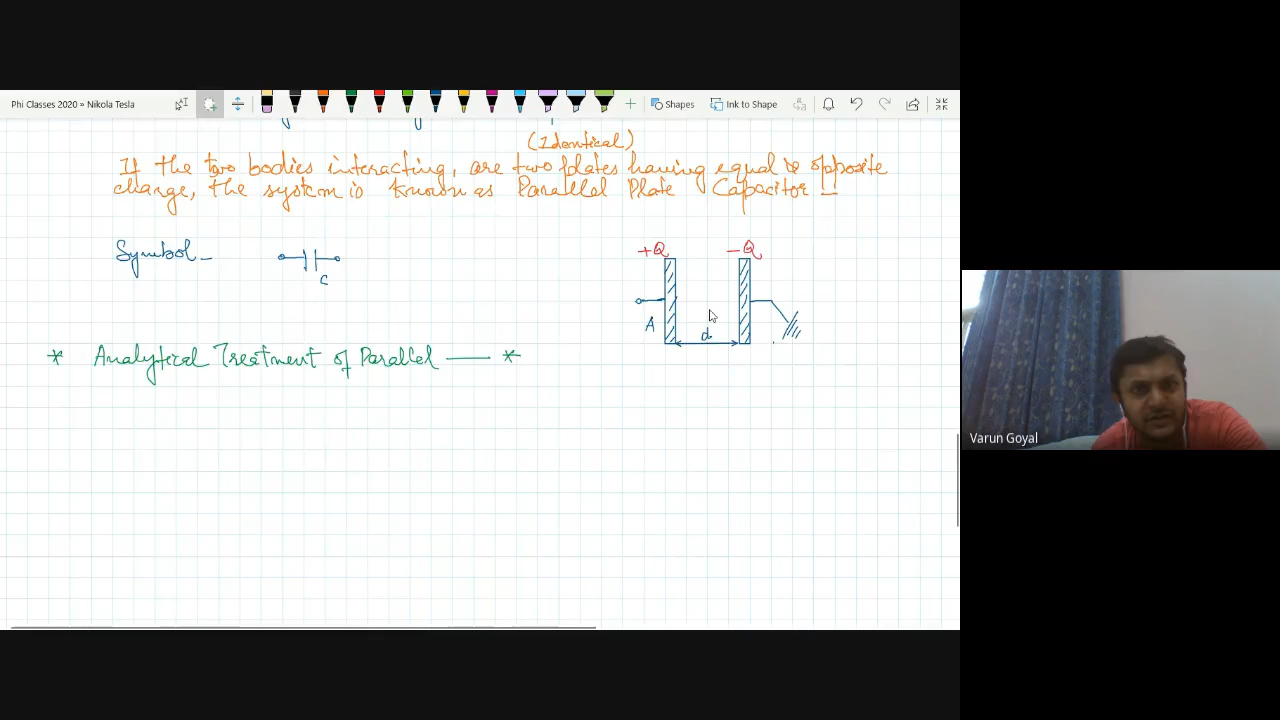 Phi Classes 2020 » Nikola Tesla
Shapes
Ink to Shape
(Identical)
If the two bodies interacting, are two plates having equal & opposite
charge, the system is known as Parallel Plate Capacitor –
Symbol –
C
+Q
-Q
A
d
* Analytical Treatment of Parallel —— *
Varun Goyal